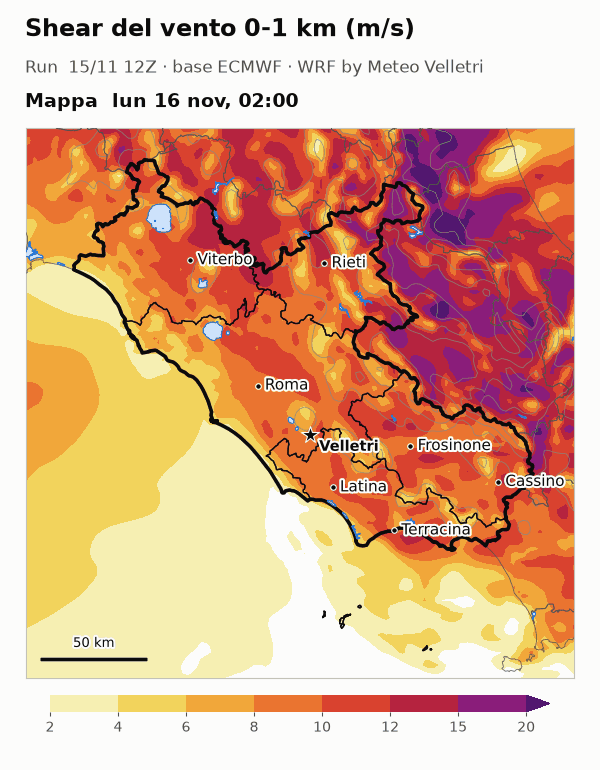 Shear del vento 0-1 km (m/s)
Run  15/11 12Z · base ECMWF · WRF by Meteo Velletri
Mappa  lun 16 nov, 02:00
Viterbo
Rieti
Roma
Velletri
Frosinone
Cassino
Latina
Terracina
50 km
2 4 6 8 10 12 15 20